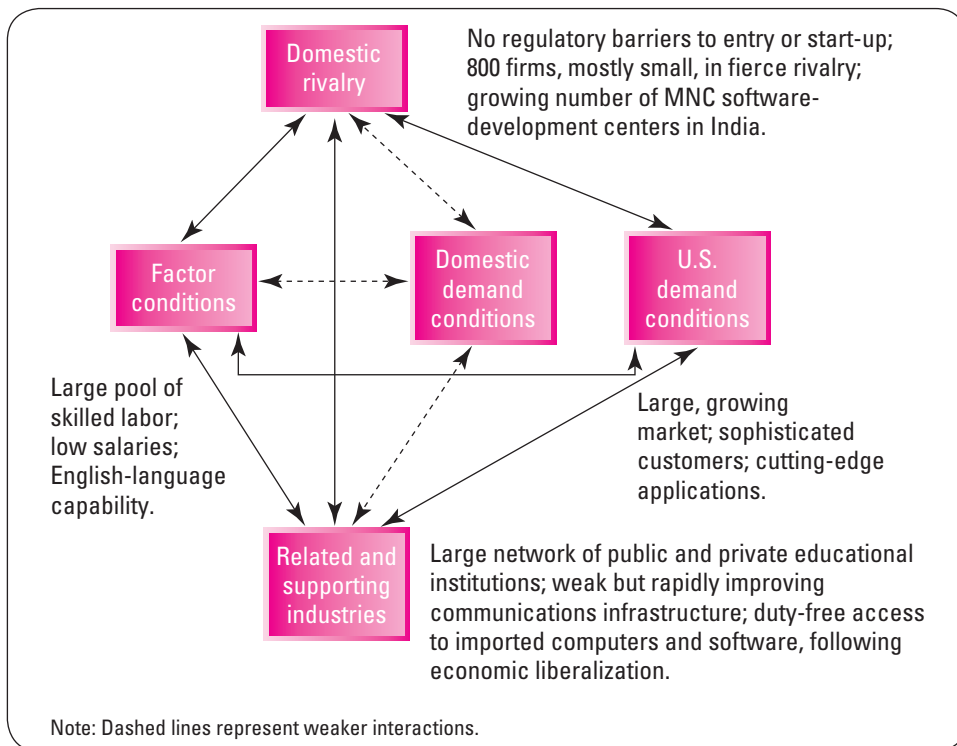 Domestic
rivalry
No regulatory barriers to entry or start-up;
800 firms, mostly small, in fierce rivalry;
growing number of MNC software-
development centers in India.
Factor
conditions
Domestic
demand
conditions
U.S.
demand
conditions
Large pool of
skilled labor;
low salaries;
English-language
capability.
Large, growing
market; sophisticated
customers; cutting-edge
applications.
Related and
supporting
industries
Large network of public and private educational
institutions; weak but rapidly improving
communications infrastructure; duty-free access
to imported computers and software, following
economic liberalization.
Note: Dashed lines represent weaker interactions.